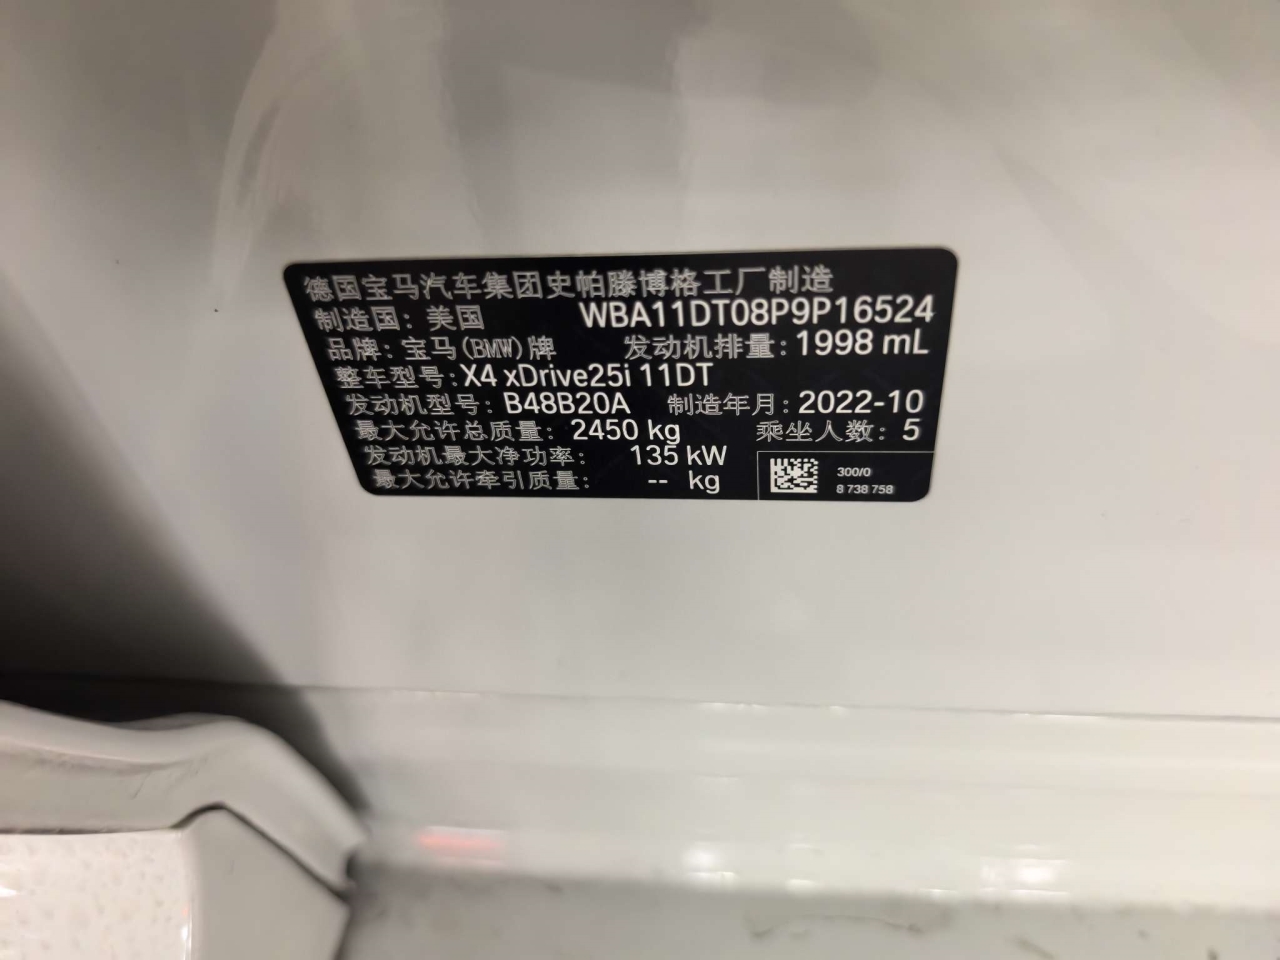 德国宝马汽车集团史帕滕博格工厂制造
制造国：美国 WBA11DT08P9P16524
品牌：宝马(BMW)牌 发动机排量：1998 mL
整车型号：X4 xDrive25i 11DT
发动机型号：B48B20A 制造年月：2022-10
最大允许总质量：2450 kg 乘坐人数：5
发动机最大净功率：135 kW
最大允许牵引质量：-- kg
300/0
8 738 758